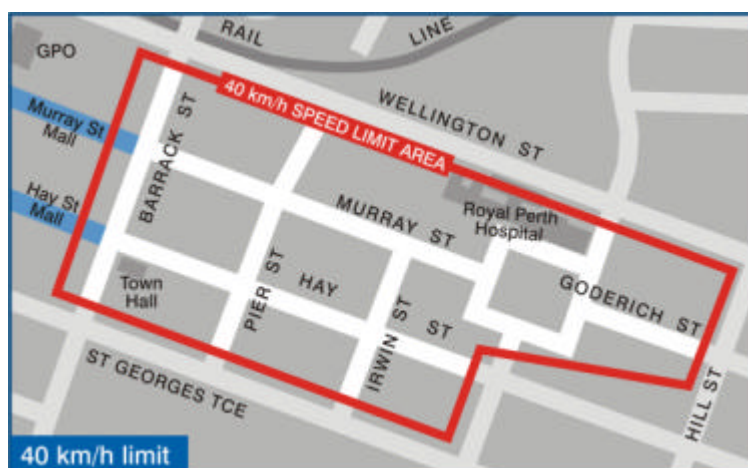 RAIL LINE
GPO
WELLINGTON ST
40 km/h SPEED LIMIT AREA
Murray St
Mall
BARRACK ST
Hay St
Mall
MURRAY ST
Royal Perth
Hospital
Town
Hall
PIER ST
HAY ST
IRWIN ST
GODERICH ST
ST GEORGES TCE
HILL ST
40 km/h limit